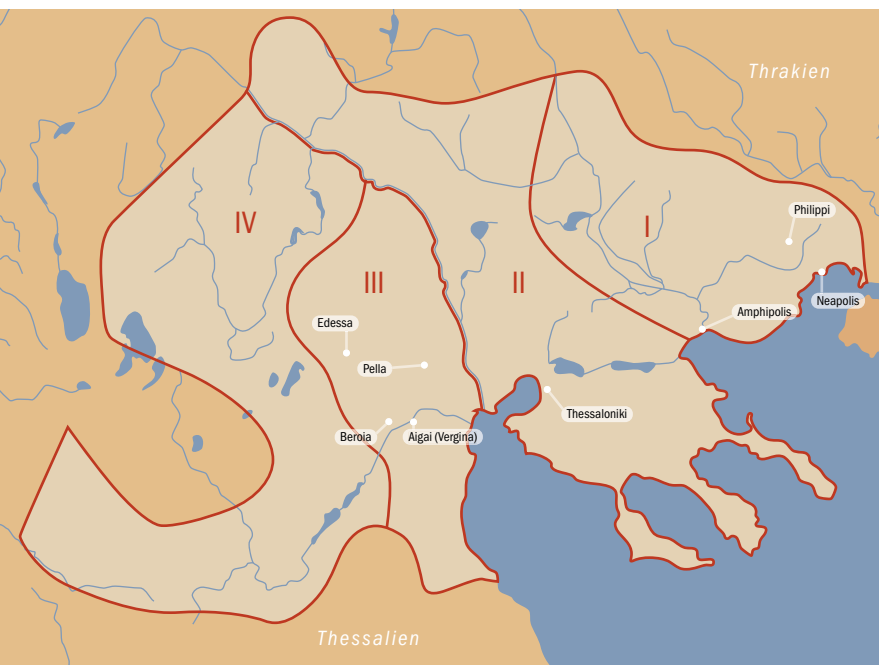 Thrakien
Philippi
IV
I
III
II
Neapolis
Amphipolis
Edessa
Pella
Thessaloniki
Beroia
Aigai (Vergina)
Thessalien